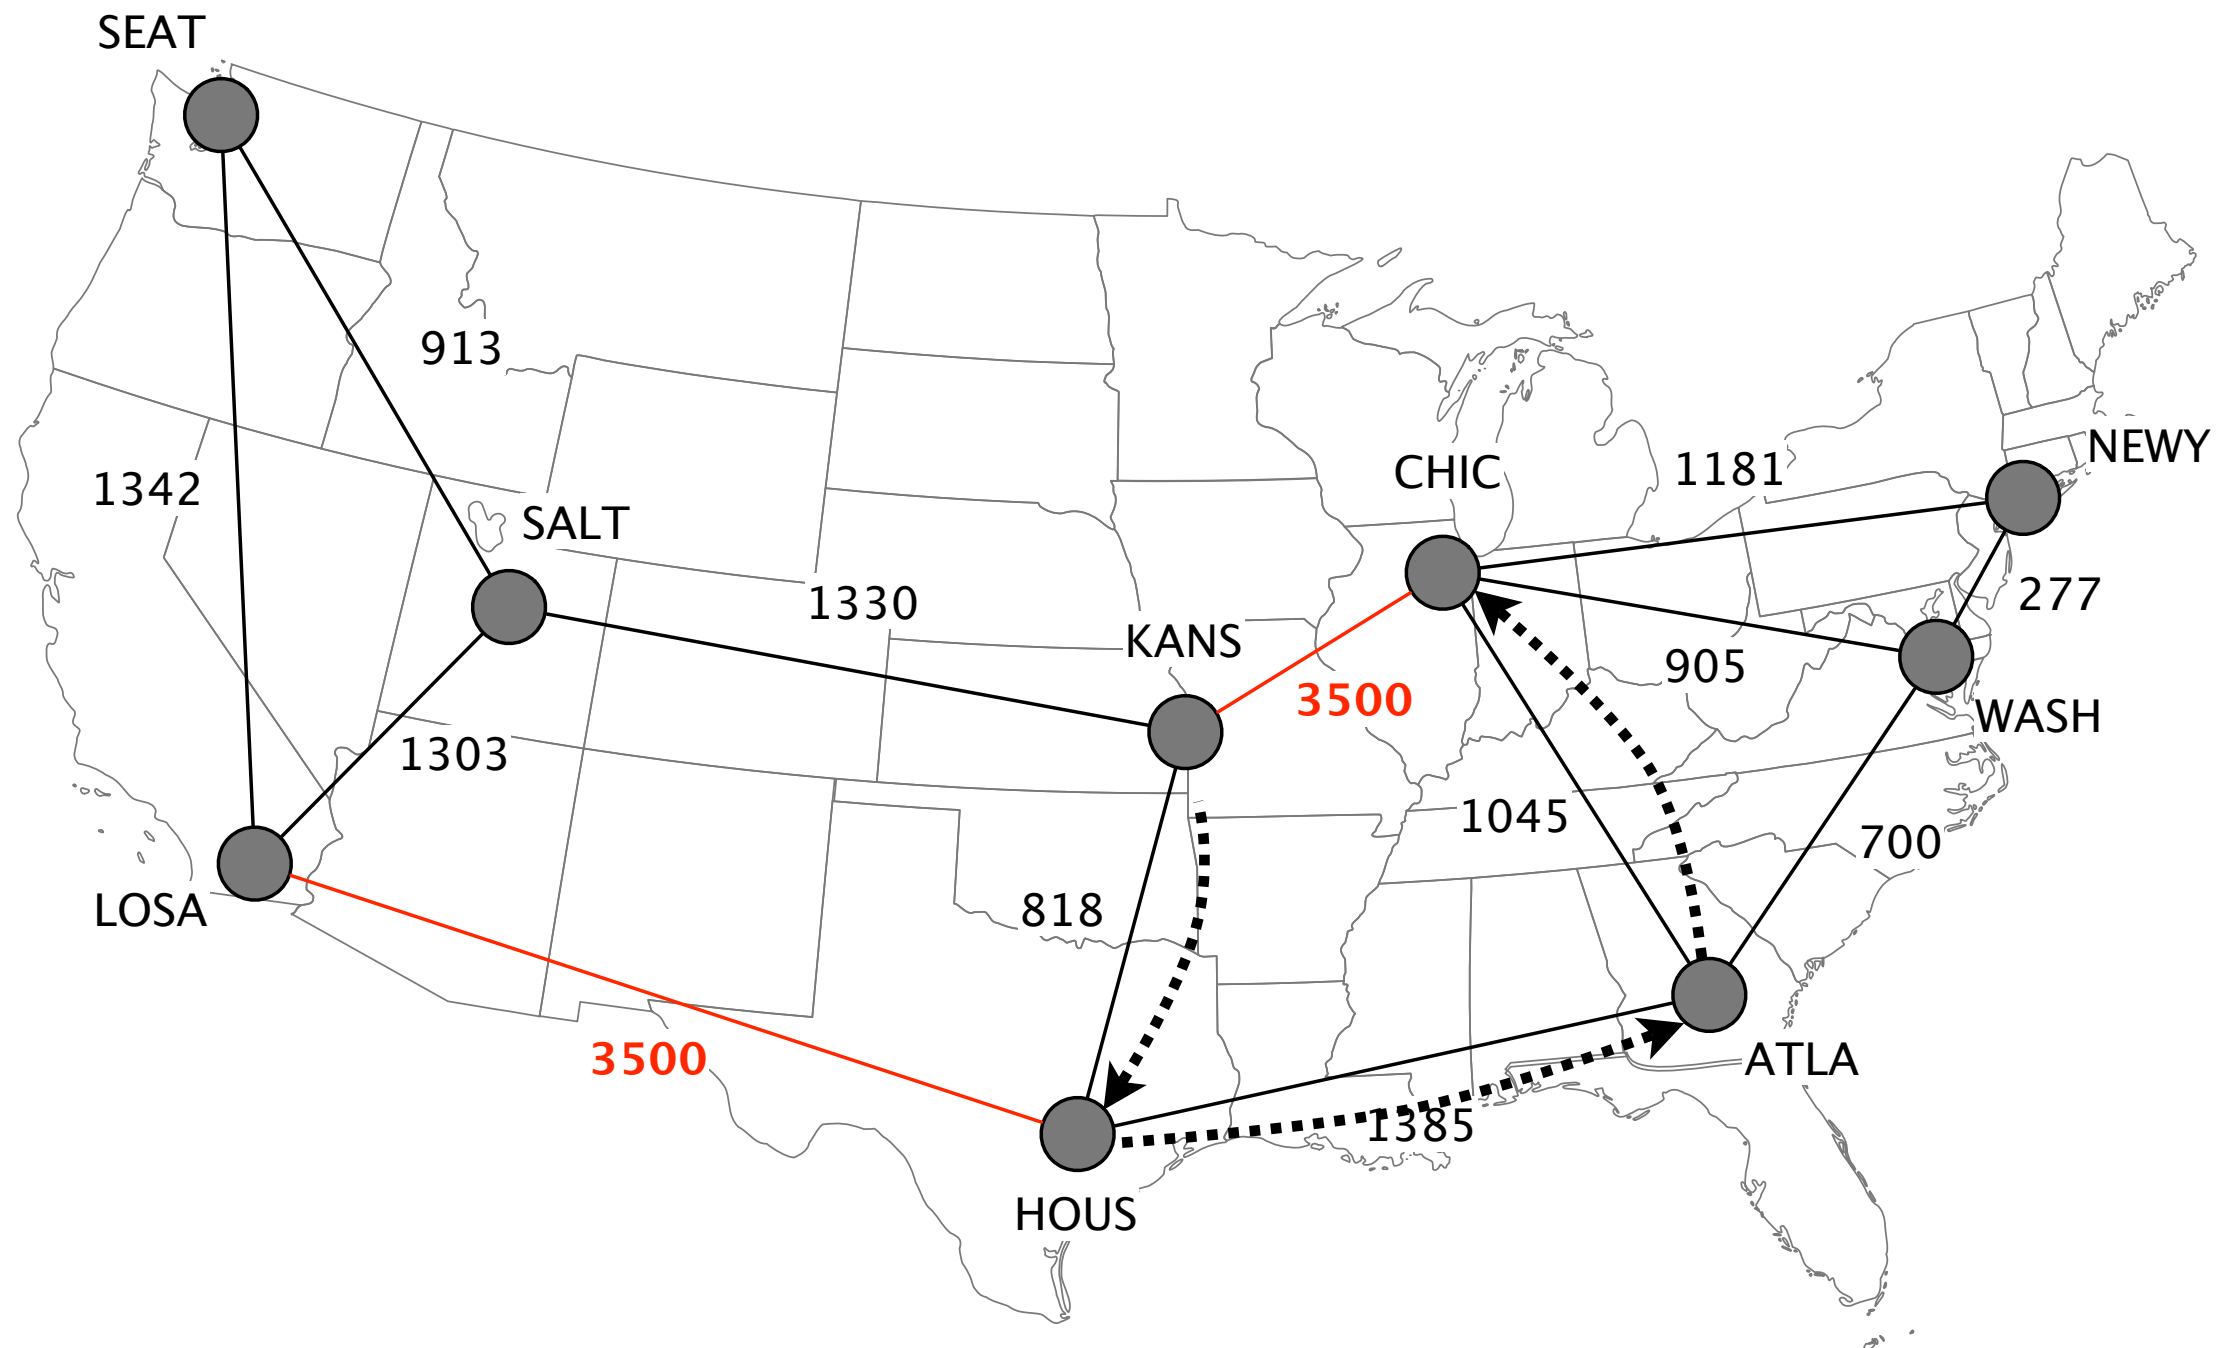 SEAT
913
NEWY
CHIC
1181
1342
SALT
277
1330
KANS
905
3500
WASH
1303
1045
700
818
LOSA
3500
ATLA
1385
HOUS